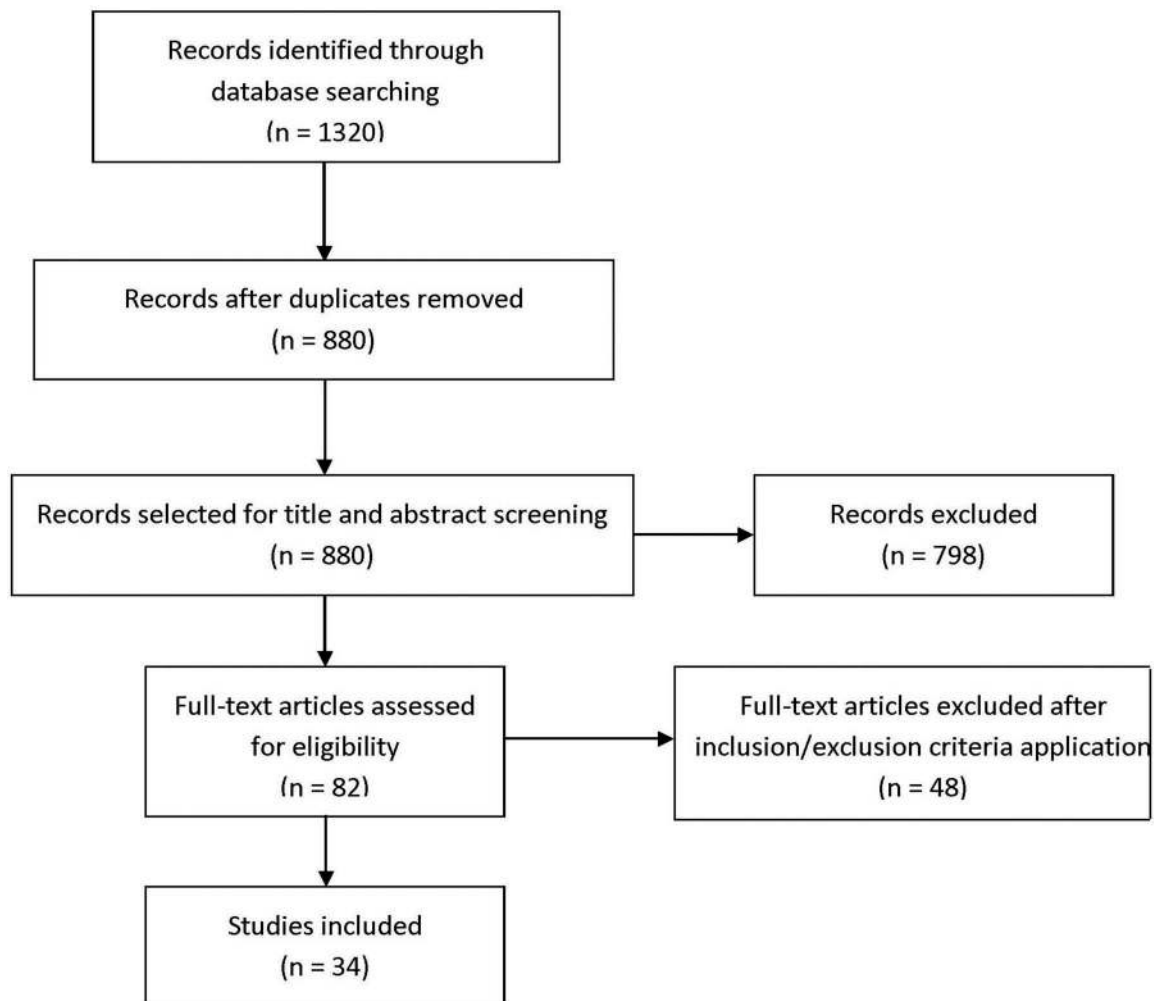 Records identified through
database searching
(n = 1320)
Records after duplicates removed
(n = 880)
Records selected for title and abstract screening
(n = 880)
Records excluded
(n = 798)
Full-text articles assessed
for eligibility
(n = 82)
Full-text articles excluded after
inclusion/exclusion criteria application
(n = 48)
Studies included
(n = 34)